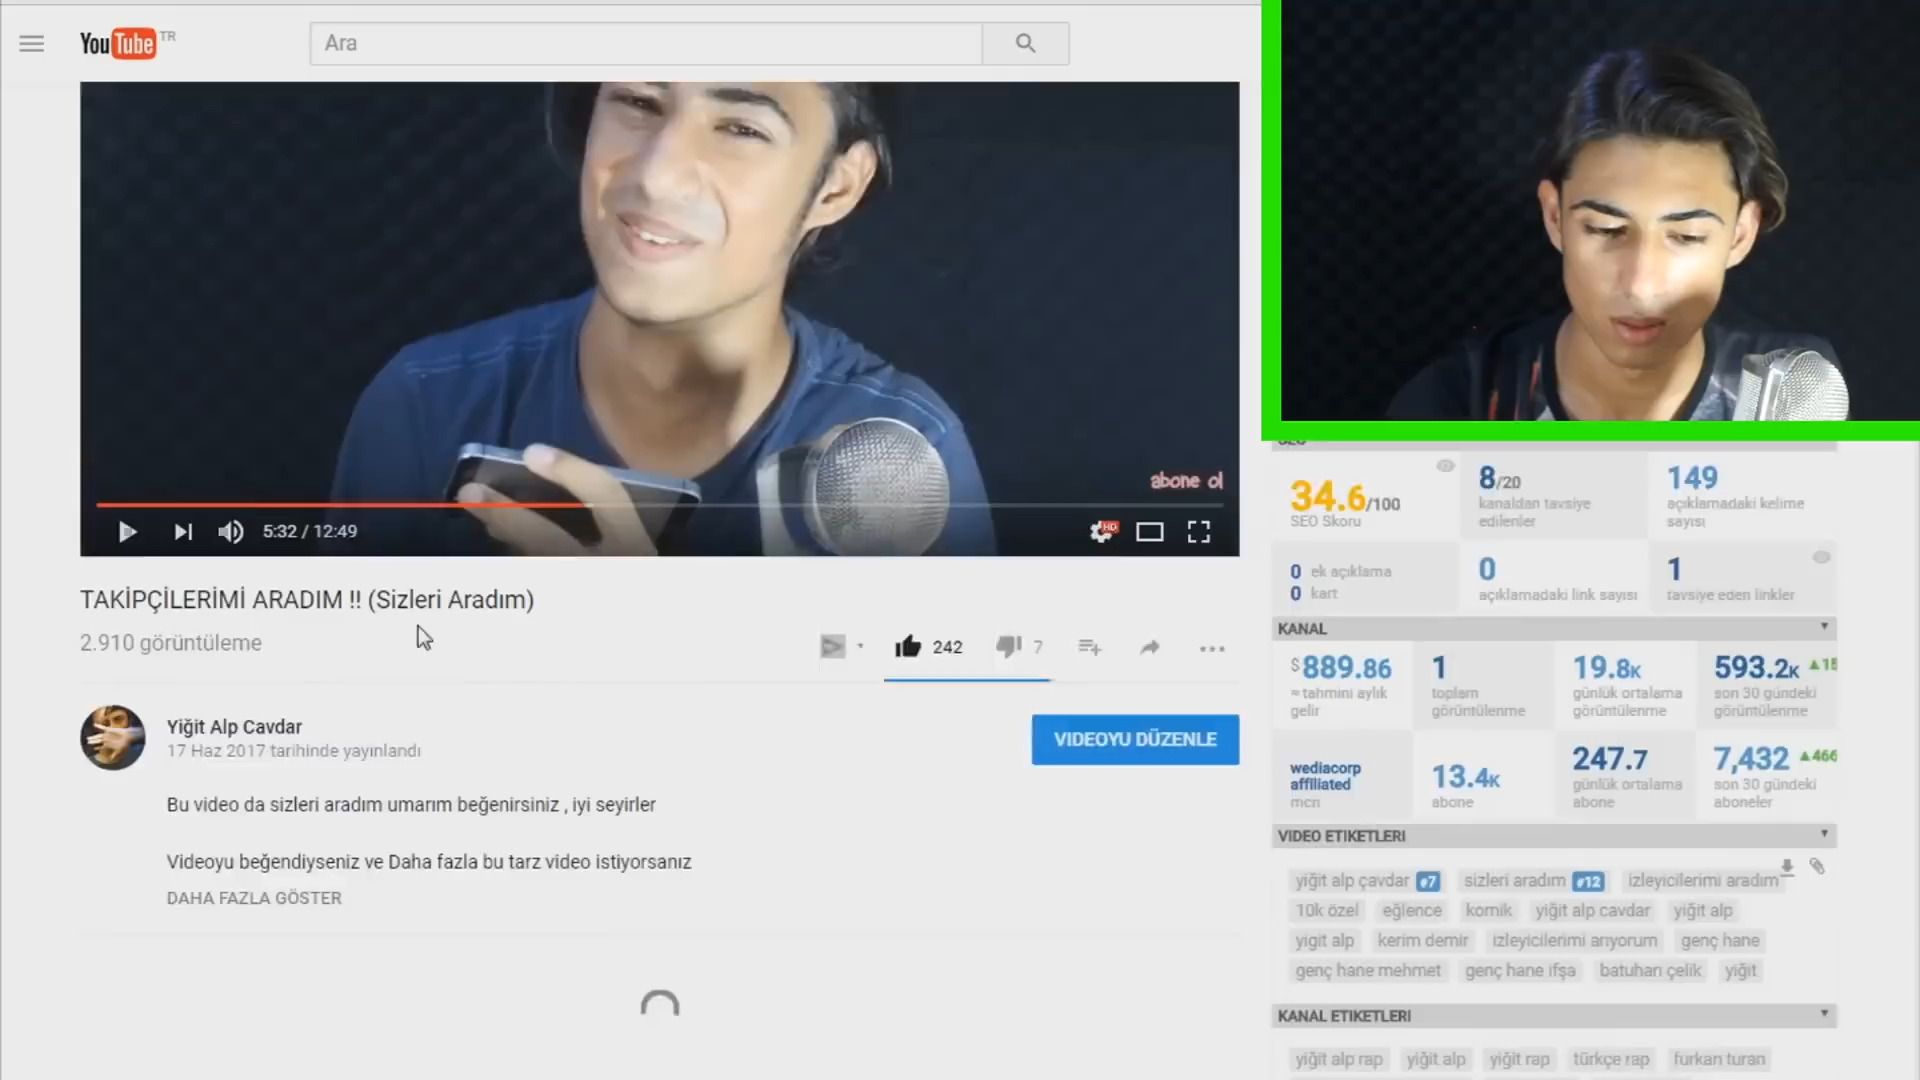 YouTube TR
Ara
abone ol
5:32 / 12:49
HD
TAKİPÇİLERİMİ ARADIM !! (Sizleri Aradım)
2.910 görüntüleme
242
7
Yiğit Alp Cavdar
17 Haz 2017 tarihinde yayınlandı
VIDEOYU DÜZENLE
Bu video da sizleri aradım umarım beğenirsiniz , iyi seyirler
Videoyu beğendiyseniz ve Daha fazla bu tarz video istiyorsanız
DAHA FAZLA GÖSTER
34.6/100
SEO Skoru
8/20
kanaldan tavsiye
edilenler
149
açıklamadaki kelime
sayısı
0 ek açıklama
0 kart
0
açıklamadaki link sayısı
1
tavsiye eden linkler
KANAL
$889.86
≈ tahmini aylık
gelir
1
toplam
görüntülenme
19.8K
günlük ortalama
görüntülenme
593.2K
son 30 gündeki
görüntülenme
wediacorp
affiliated
mcn
13.4K
abone
247.7
günlük ortalama
abone
7,432 ▲466
son 30 gündeki
aboneler
VIDEO ETIKETLERI
yiğit alp çavdar #7 sizleri aradım #12 izleyicilerimi aradım
10k özel eğlence komik yiğit alp cavdar yiğit alp
yigit alp kerim demir izleyicilerimi arıyorum genç hane
genç hane mehmet genç hane ifşa batuhan çelik yiğit
KANAL ETIKETLERI
yiğit alp rap yiğit alp yiğit rap türkçe rap furkan turan